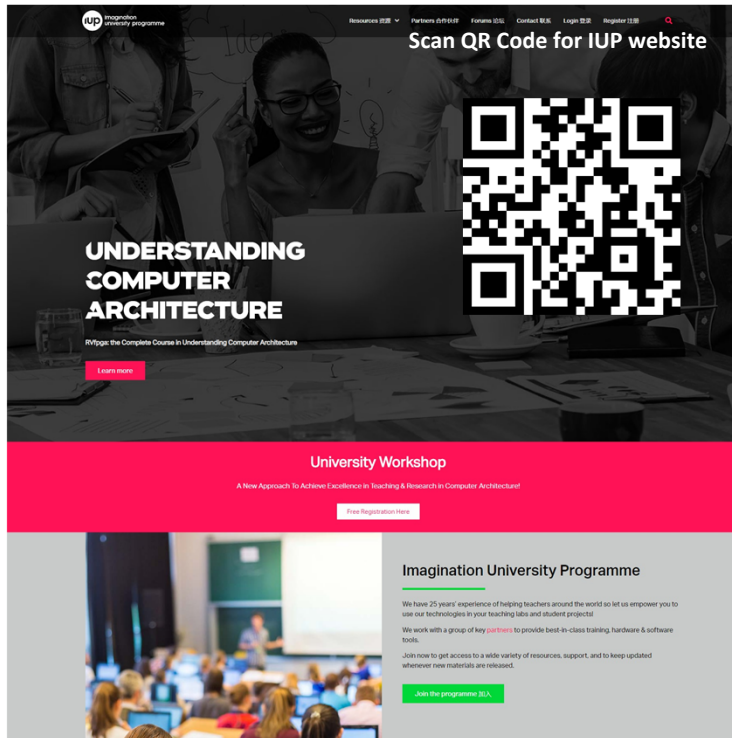 iup imagination
university programme
Resources 资源 Partners 合作伙伴 Forums 论坛 Contact 联系 Login 登录 Register 注册
Scan QR Code for IUP website
Ideas
UNDERSTANDING
COMPUTER
ARCHITECTURE
RVfpga: the Complete Course in Understanding Computer Architecture
Learn more
University Workshop
A New Approach To Achieve Excellence in Teaching & Research in Computer Architecture!
Free Registration Here
Imagination University Programme
We have 25 years' experience of helping teachers around the world so let us empower you to
use our technologies in your teaching labs and student projects!
We work with a group of key partners to provide best-in-class training, hardware & software
tools.
Join now to get access to a wide variety of resources, support, and to keep updated
whenever new materials are released.
Join the programme 加入